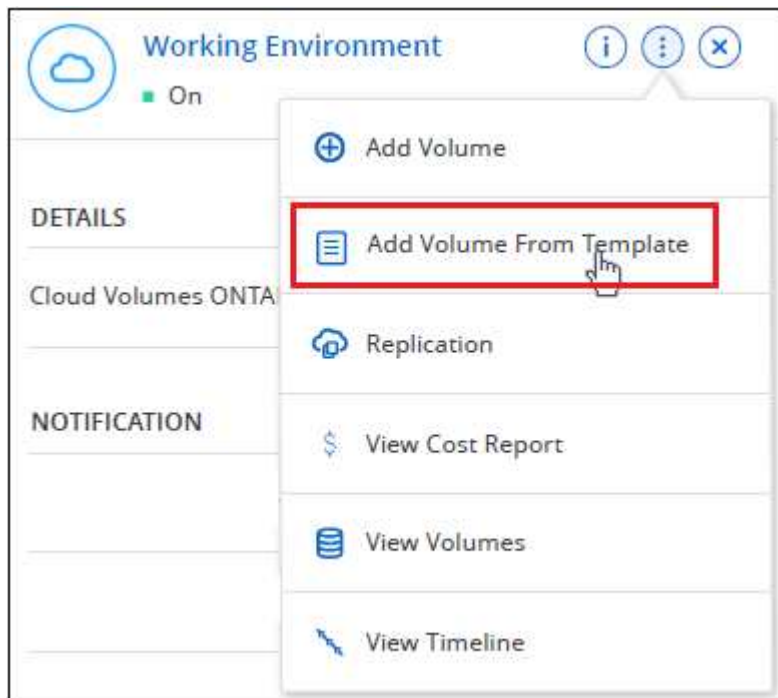 Working Environment
On
Add Volume
DETAILS
Add Volume From Template
Cloud Volumes ONTA
Replication
NOTIFICATION
View Cost Report
View Volumes
View Timeline